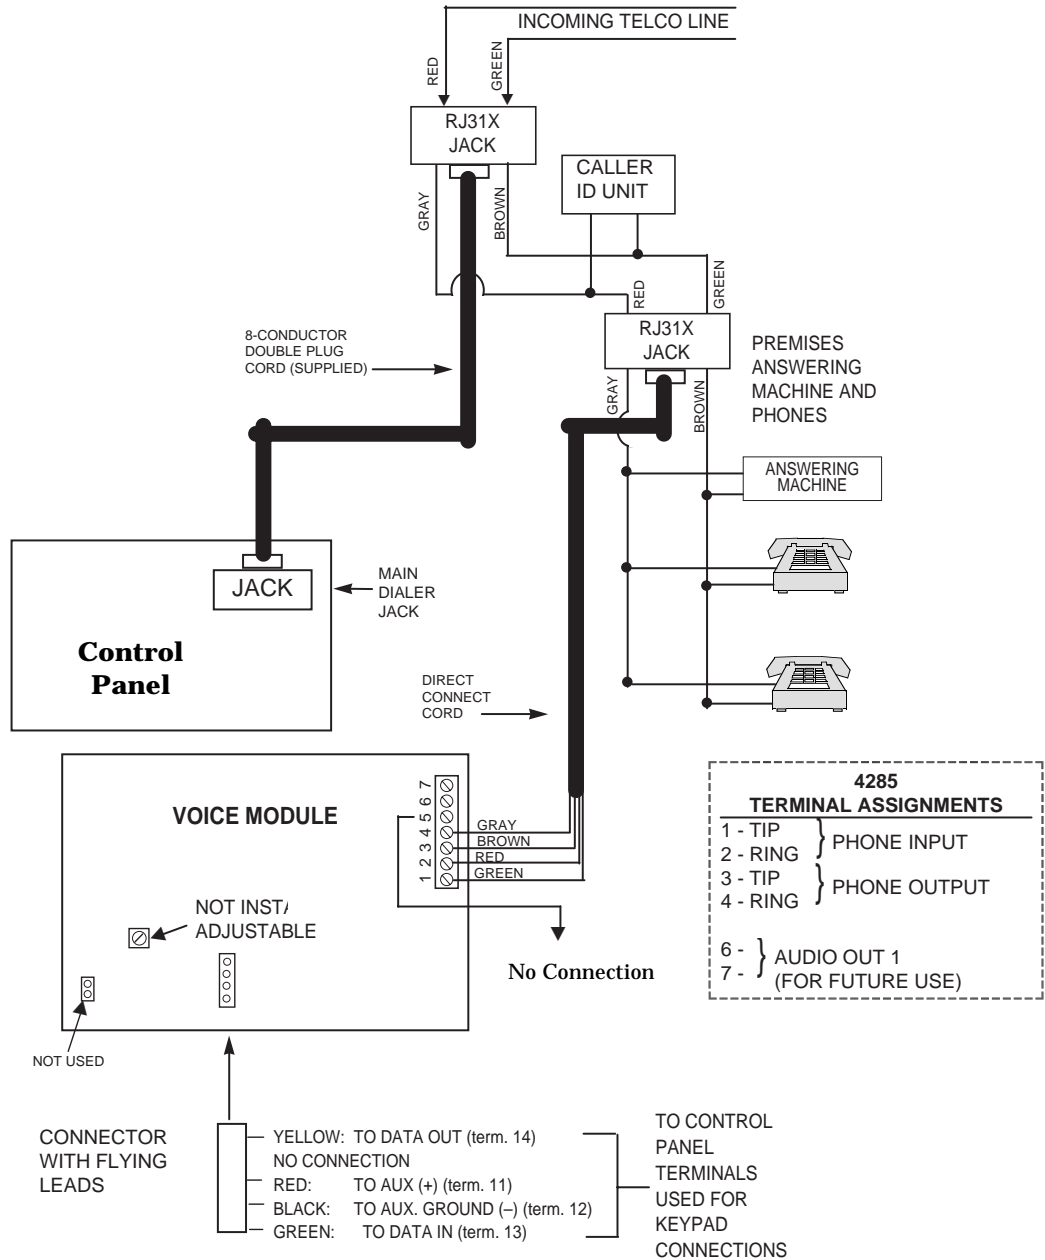 INCOMING TELCO LINE
RED
GREEN
RJ31X
JACK
CALLER
ID UNIT
GRAY
BROWN
RED
GREEN
8-CONDUCTOR
DOUBLE PLUG
CORD (SUPPLIED)
RJ31X
JACK
PREMISES
ANSWERING
MACHINE AND
PHONES
GRAY
BROWN
ANSWERING
MACHINE
JACK
MAIN
DIALER
JACK
Control
Panel
DIRECT
CONNECT
CORD
VOICE MODULE
1 2 3 4 5 6 7
GRAY
BROWN
RED
GREEN
NOT INSTA
ADJUSTABLE
No Connection
NOT USED
4285
TERMINAL ASSIGNMENTS
1 - TIP
2 - RING
} PHONE INPUT
3 - TIP
4 - RING
} PHONE OUTPUT
6 -
7 -
} AUDIO OUT 1
(FOR FUTURE USE)
CONNECTOR
WITH FLYING
LEADS
YELLOW: TO DATA OUT (term. 14)
NO CONNECTION
RED: TO AUX (+) (term. 11)
BLACK: TO AUX. GROUND (–) (term. 12)
GREEN: TO DATA IN (term. 13)
TO CONTROL
PANEL
TERMINALS
USED FOR
KEYPAD
CONNECTIONS